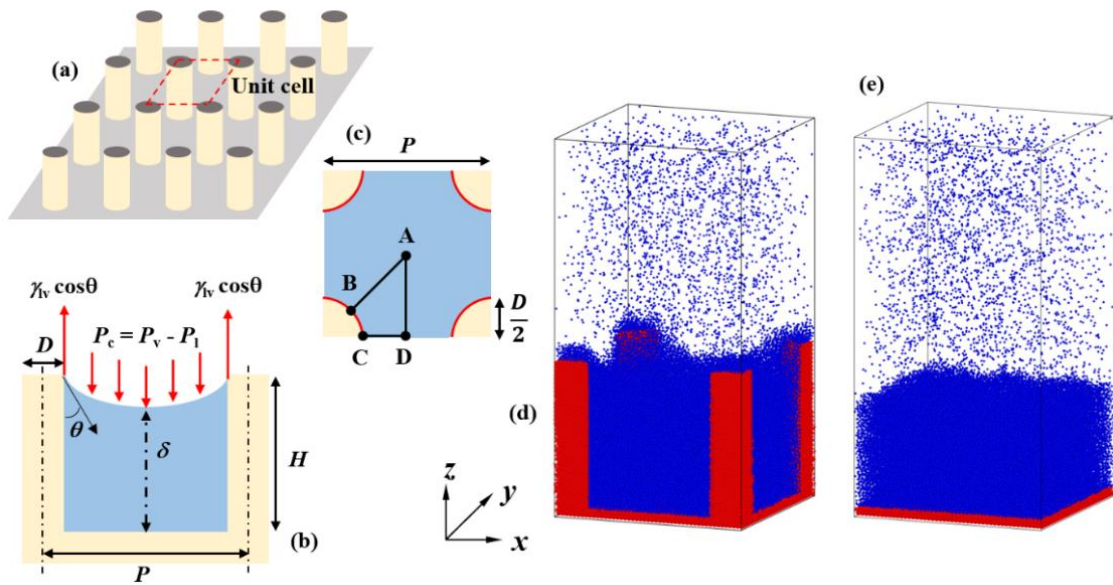 (a)
Unit cell
(c)
P
A
B
C
D
D
2
γlv cosθ
γlv cosθ
D
Pc = Pv - Pl
θ
δ
H
(b)
P
z
y
x
(d)
(e)